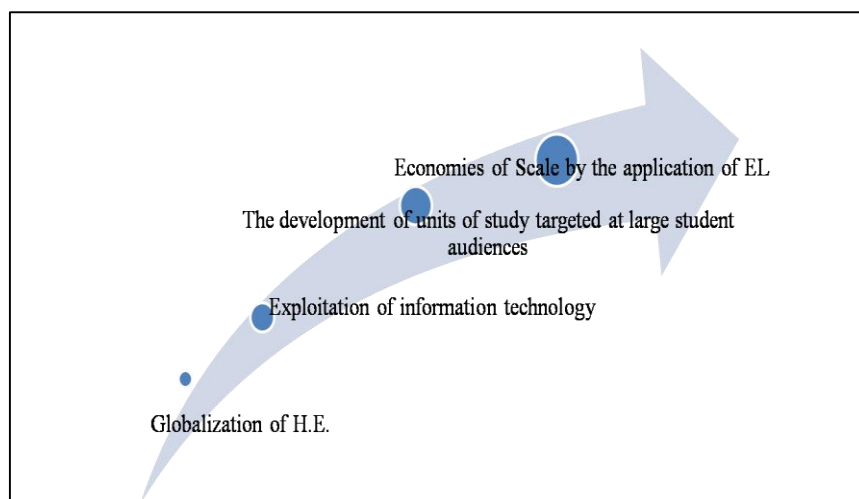 Economies of Scale by the application of EL
The development of units of study targeted at large student
audiences
Exploitation of information technology
Globalization of H.E.